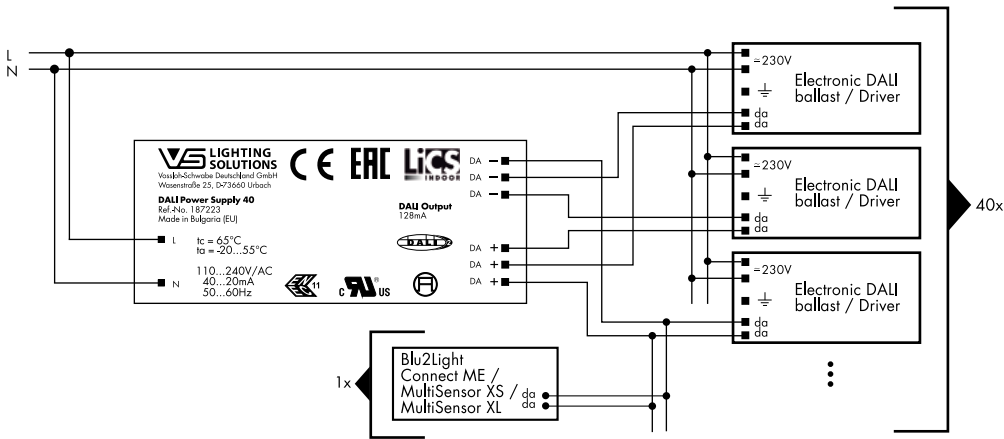 L
N
VS LIGHTING
SOLUTIONS
Vossloh-Schwabe Deutschland GmbH
Wasenstraße 25, D-73660 Urbach
DALI Power Supply 40
Ref.-No. 187223
Made in Bulgaria (EU)
L
tc = 65°C
ta = -20...55°C
N
110...240V/AC
40...20mA
50...60Hz
CE
EAC
LiCS
INDOOR
DALI Output
128mA
DALI 2
11
C RU US
DA −
DA −
DA −
DA +
DA +
DA +
≃230V
Electronic DALI
ballast / Driver
da
da
≃230V
Electronic DALI
ballast / Driver
da
da
≃230V
Electronic DALI
ballast / Driver
da
da
40x
1x
Blu2Light
Connect ME /
MultiSensor XS / da
MultiSensor XL da